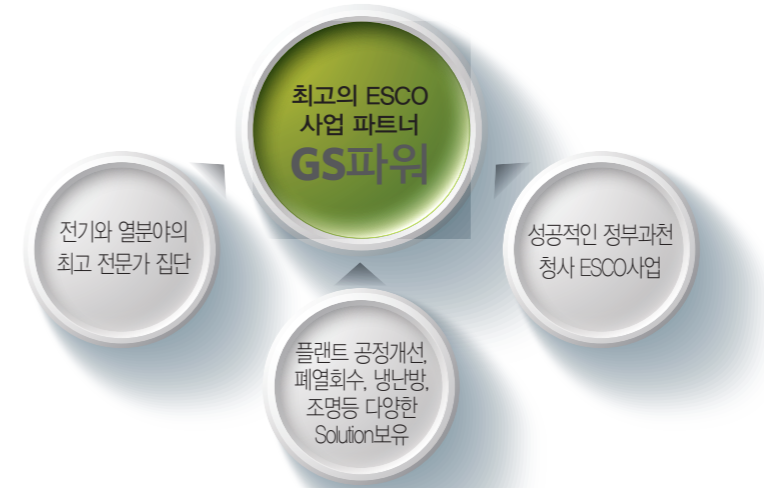 최고의 ESCO
사업 파트너
GS파워
전기와 열분야의
최고 전문가 집단
성공적인 정부과천
청사 ESCO사업
플랜트 공정개선,
폐열회수, 냉난방,
조명등 다양한
Solution보유